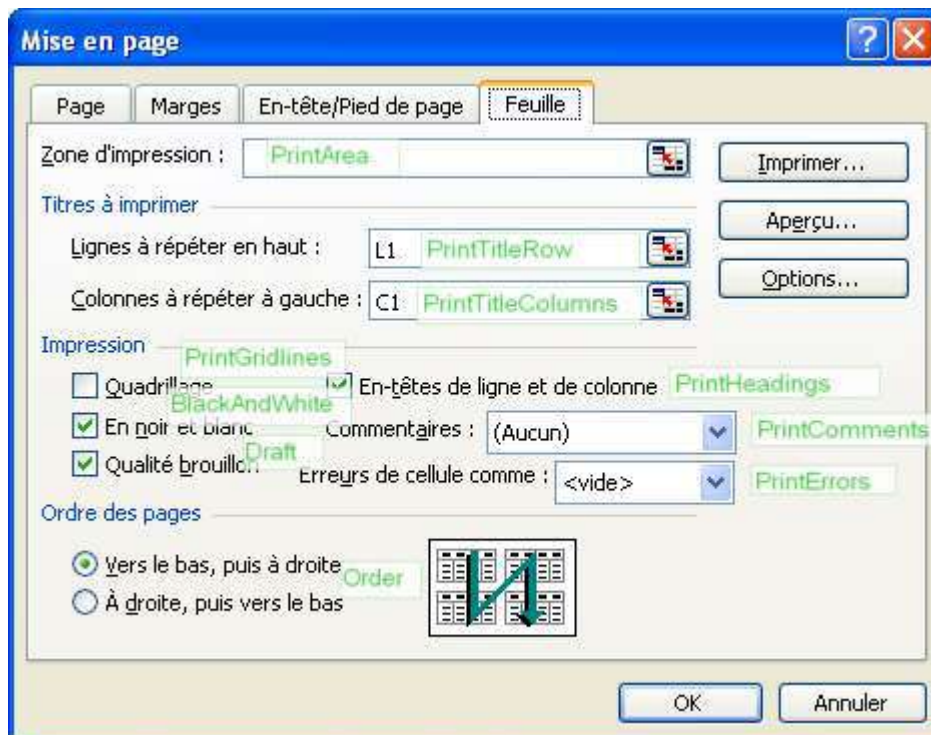 Mise en page
Page Marges En-tête/Pied de page Feuille
Zone d'impression : PrintArea
Imprimer...
Titres à imprimer
Aperçu...
Lignes à répéter en haut : L1 PrintTitleRow
Options...
Colonnes à répéter à gauche : C1 PrintTitleColumns
Impression
PrintGridlines
Quadrillage En-têtes de ligne et de colonne PrintHeadings
BlackAndWhite
En noir et blanc Commentaires : (Aucun) PrintComments
Draft
Qualité brouillon Erreurs de cellule comme : <vide> PrintErrors
Ordre des pages
Vers le bas, puis à droite
Order
À droite, puis vers le bas
OK Annuler